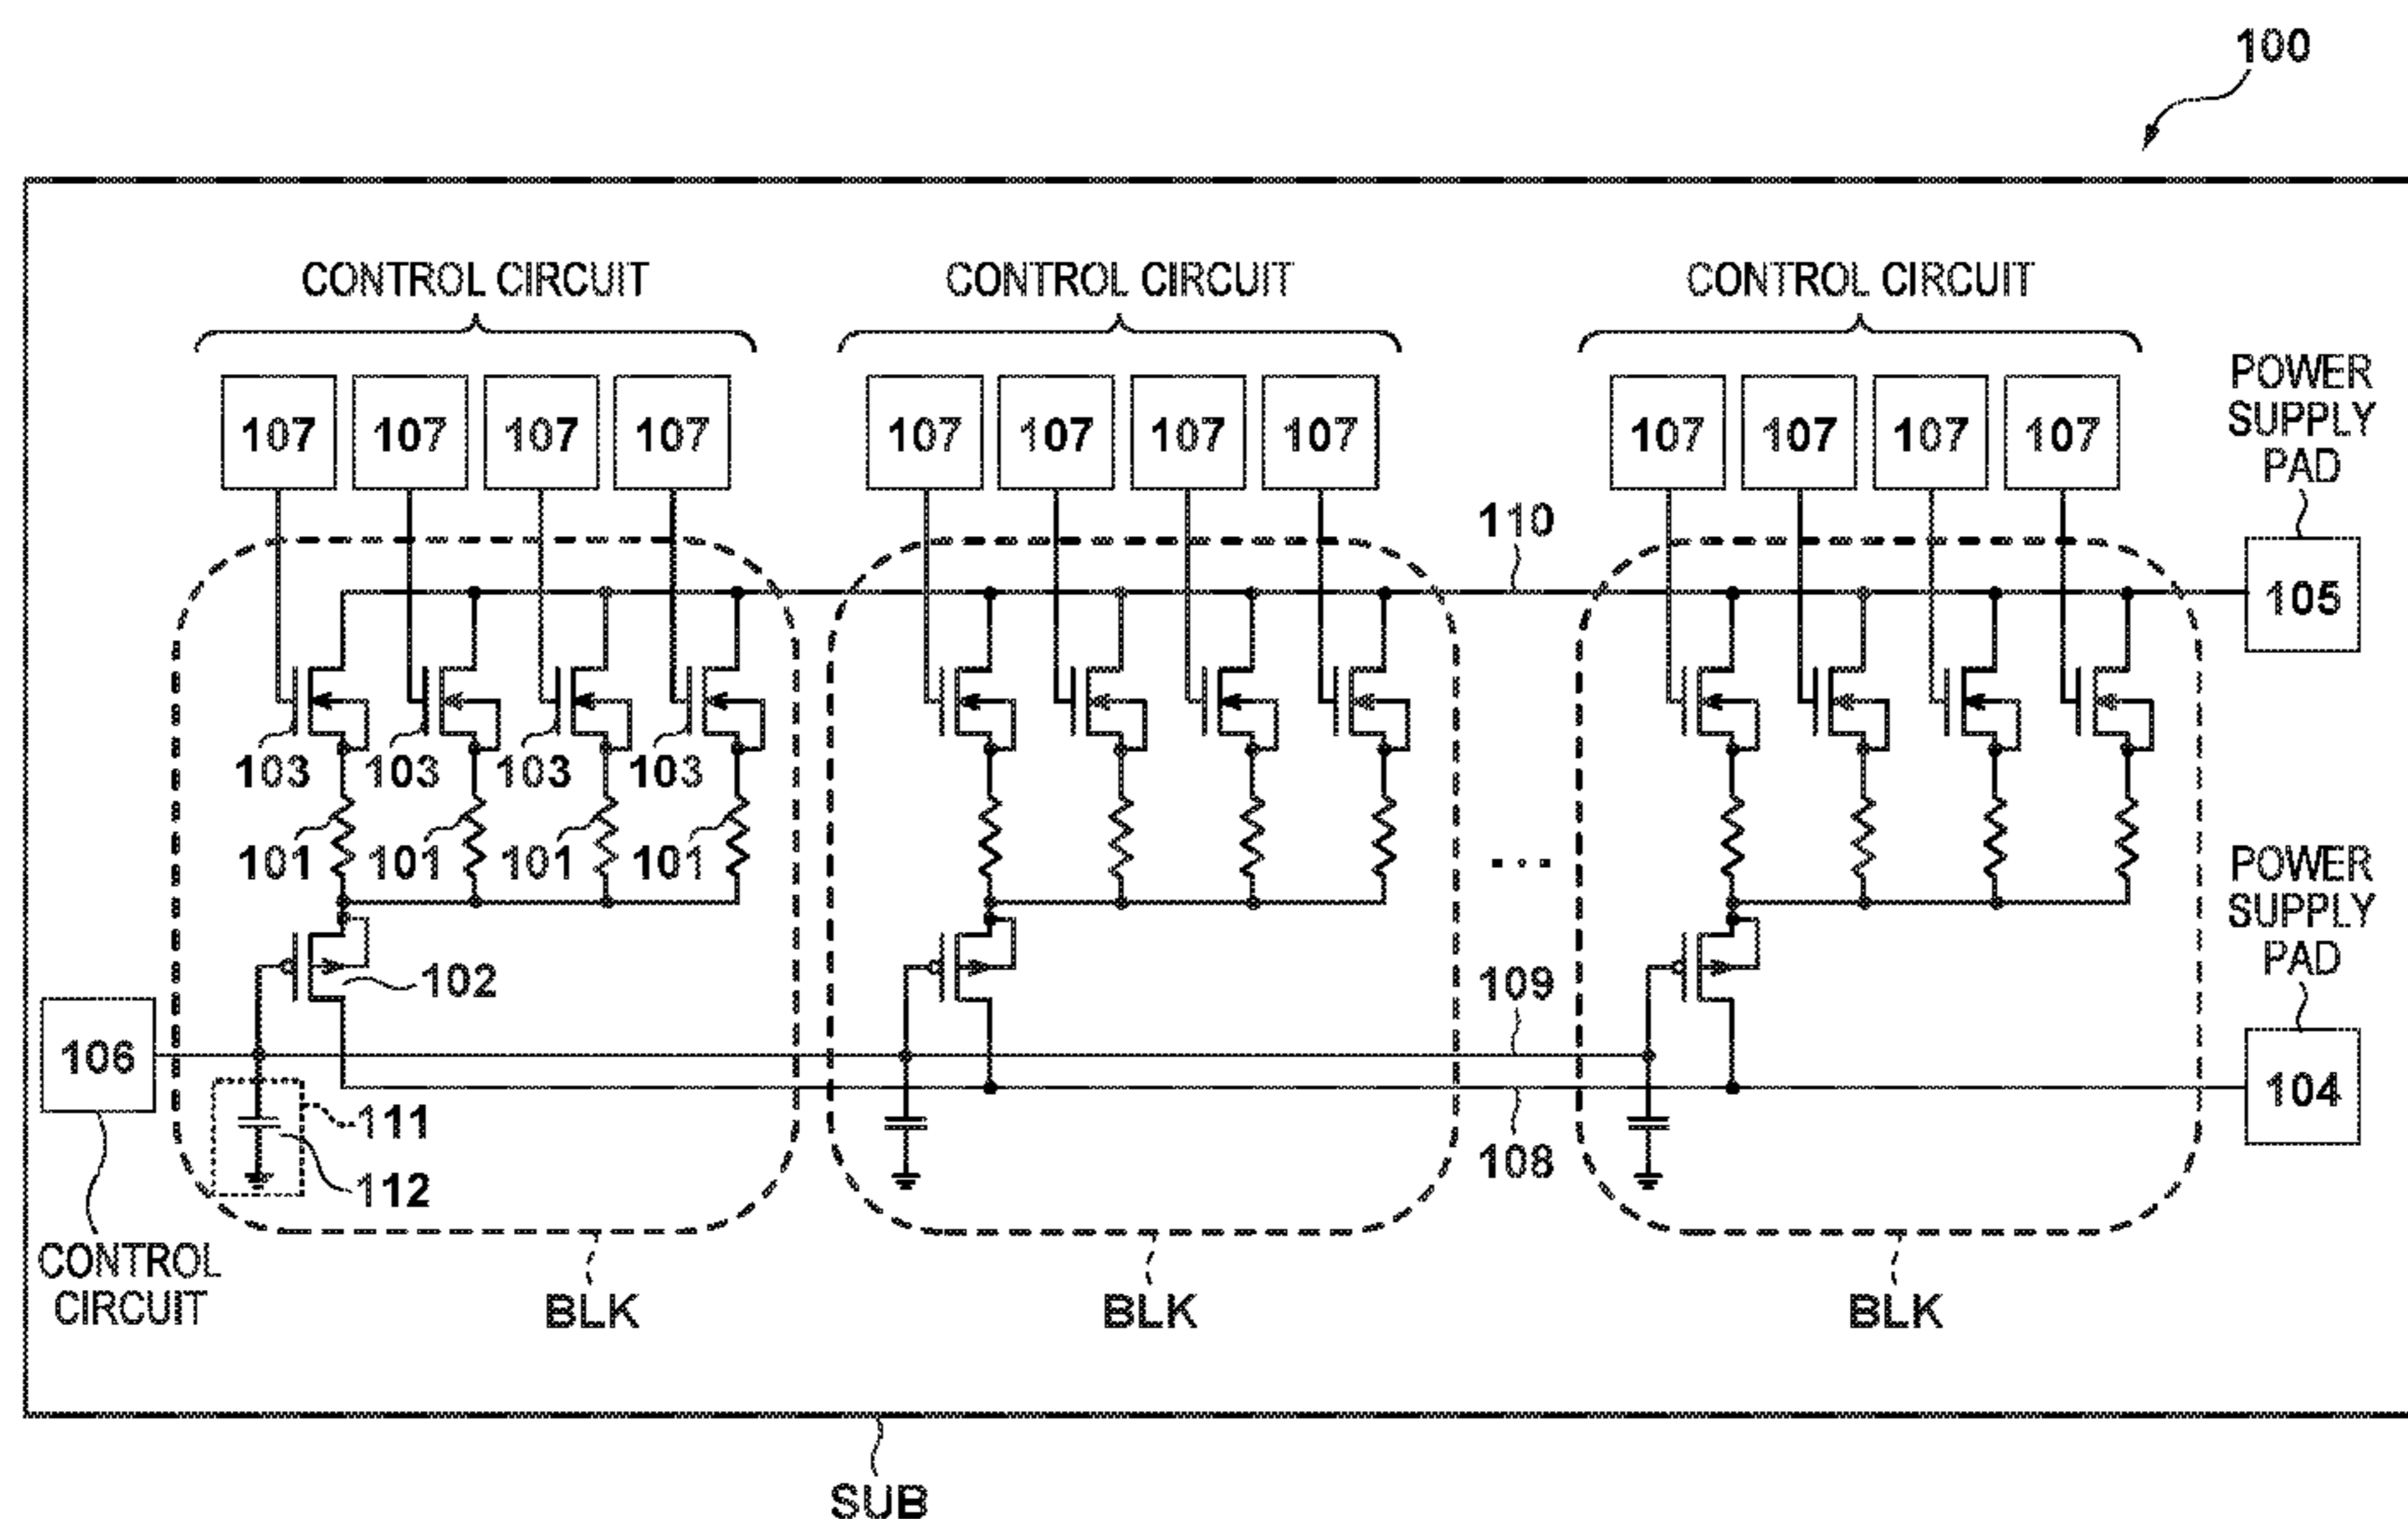 100
CONTROL CIRCUIT
CONTROL CIRCUIT
CONTROL CIRCUIT
POWER
SUPPLY
PAD
107 107 107 107
107 107 107 107
107 107 107 107
110
105
103 103 103 103
101 101 101 101
...
POWER
SUPPLY
PAD
102
109
106
104
111
112
108
CONTROL
CIRCUIT
BLK
BLK
BLK
SUB